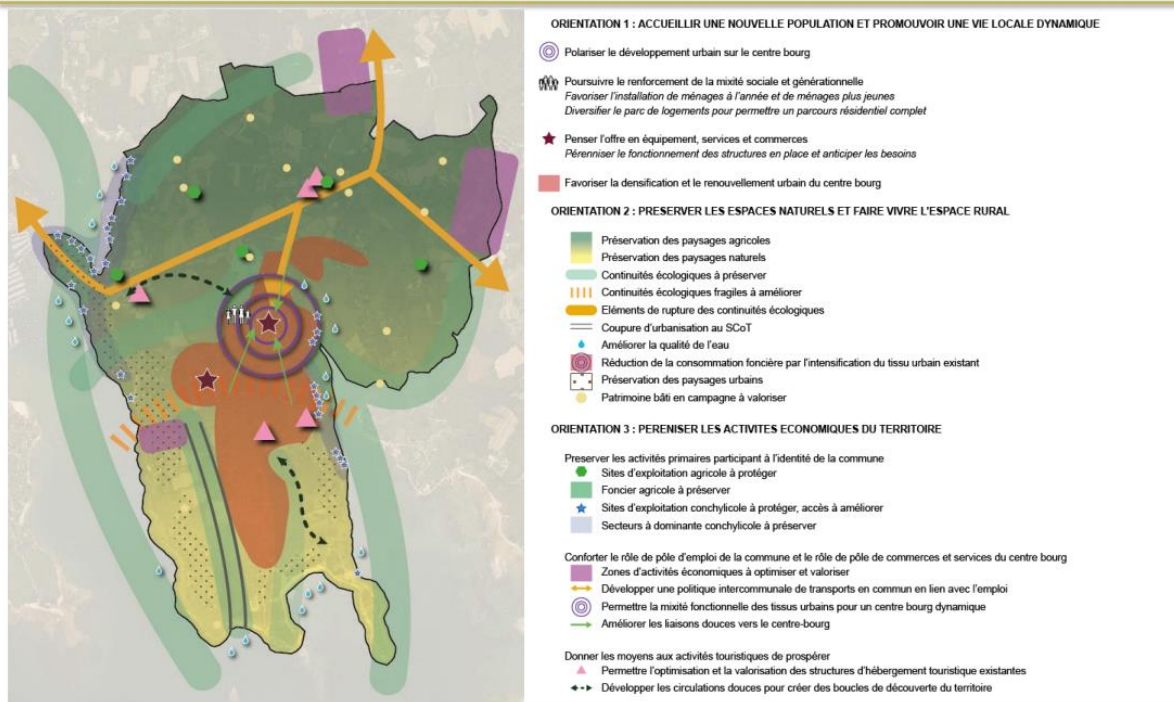 ORIENTATION 1 : ACCUEILLIR UNE NOUVELLE POPULATION ET PROMOUVOIR UNE VIE LOCALE DYNAMIQUE
Polariser le développement urbain sur le centre bourg
Poursuivre le renforcement de la mixité sociale et générationnelle
Favoriser l'installation de ménages à l'année et de ménages plus jeunes
Diversifier le parc de logements pour permettre un parcours résidentiel complet
Penser l'offre en équipement, services et commerces
Pérenniser le fonctionnement des structures en place et anticiper les besoins
Favoriser la densification et le renouvellement urbain du centre bourg
ORIENTATION 2 : PRESERVER LES ESPACES NATURELS ET FAIRE VIVRE L'ESPACE RURAL
Préservation des paysages agricoles
Préservation des paysages naturels
Continuités écologiques à préserver
Continuités écologiques fragiles à améliorer
Eléments de rupture des continuités écologiques
Coupure d'urbanisation au SCoT
Améliorer la qualité de l'eau
Réduction de la consommation foncière par l'intensification du tissu urbain existant
Préservation des paysages urbains
Patrimoine bâti en campagne à valoriser
ORIENTATION 3 : PERENISER LES ACTIVITES ECONOMIQUES DU TERRITOIRE
Preserver les activités primaires participant à l'identité de la commune
Sites d'exploitation agricole à protéger
Foncier agricole à préserver
Sites d'exploitation conchylicole à protéger, accès à améliorer
Secteurs à dominante conchylicole à préserver
Conforter le rôle de pôle d'emploi de la commune et le rôle de pôle de commerces et services du centre bourg
Zones d'activités économiques à optimiser et valoriser
Développer une politique intercommunale de transports en commun en lien avec l'emploi
Permettre la mixité fonctionnelle des tissus urbains pour un centre bourg dynamique
Améliorer les liaisons douces vers le centre-bourg
Donner les moyens aux activités touristiques de prospérer
Permettre l'optimisation et la valorisation des structures d'hébergement touristique existantes
Développer les circulations douces pour créer des boucles de découverte du territoire